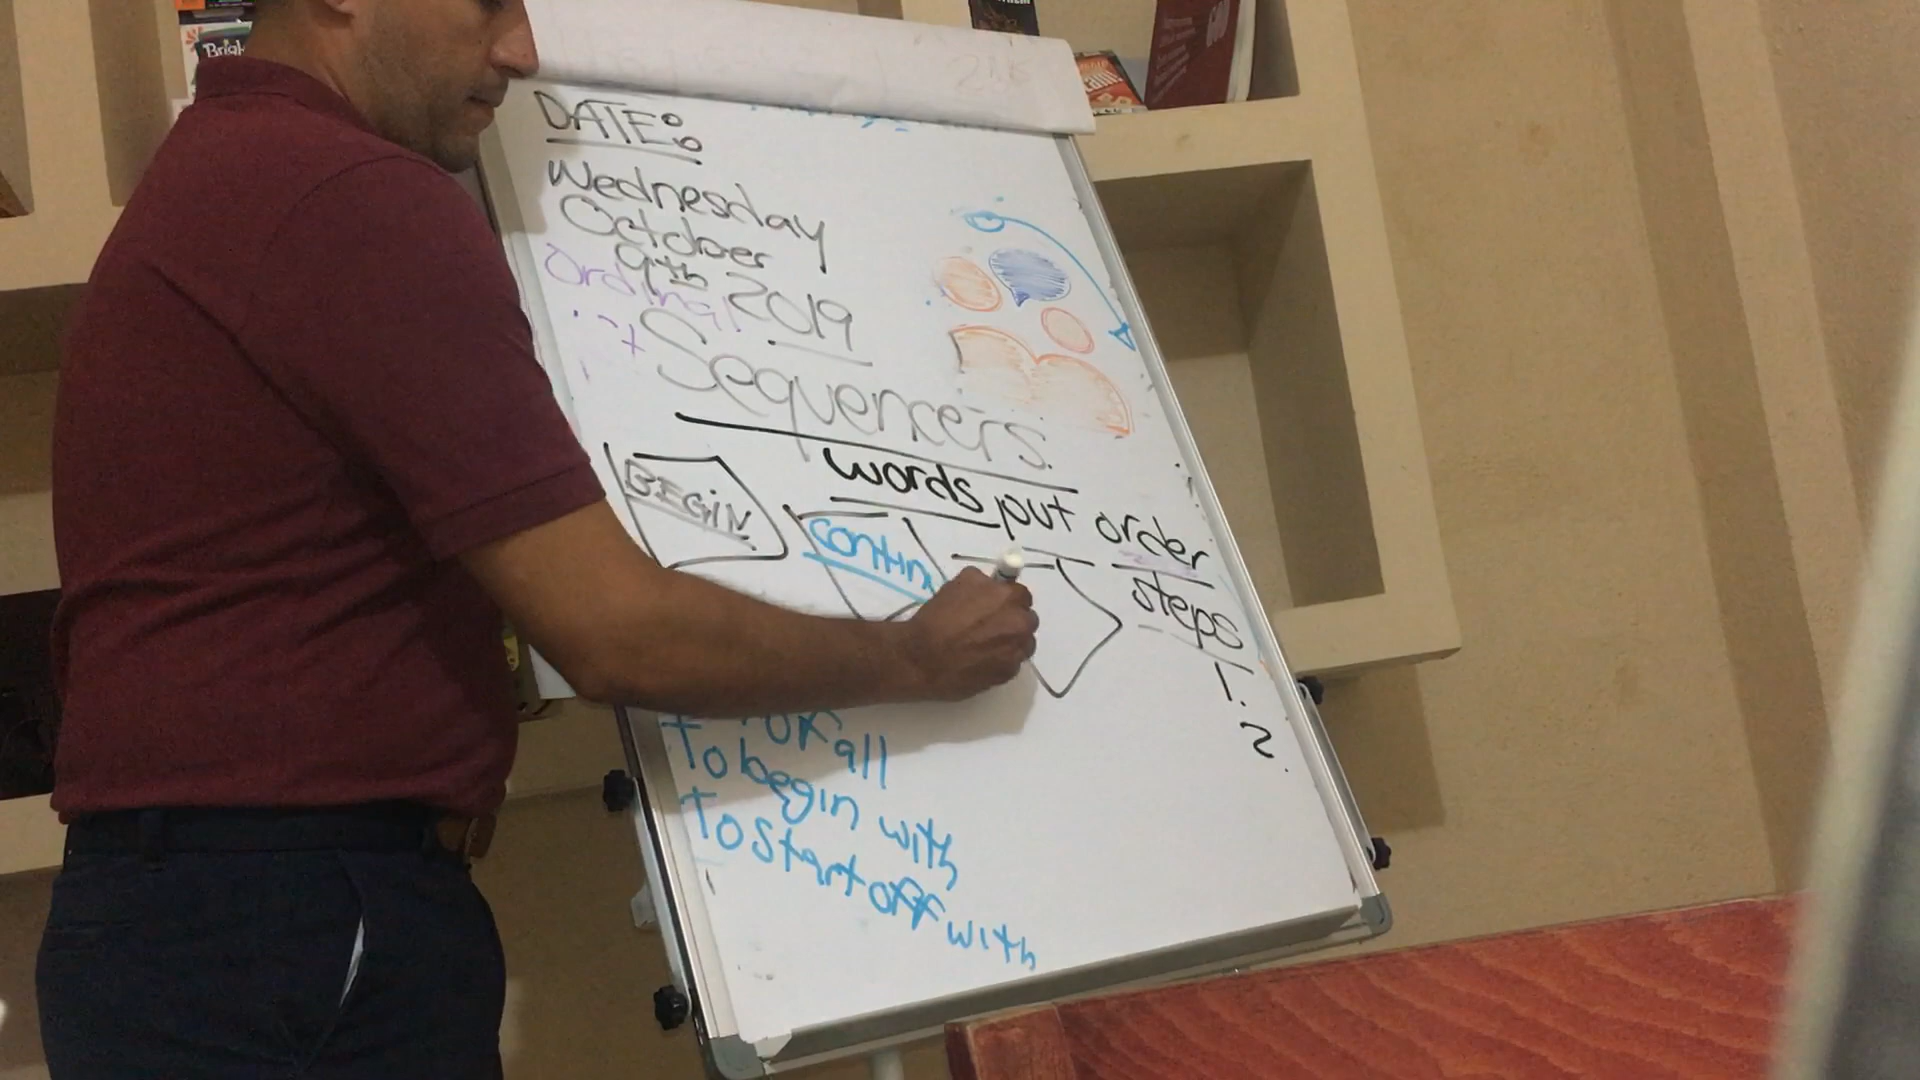 DATE:
Wednesday
October
9th 2019
Ordinal
Sequencers.
words put order
steps
1.
2.
BEGIN
Contin
all
To begin with
To start off with
600